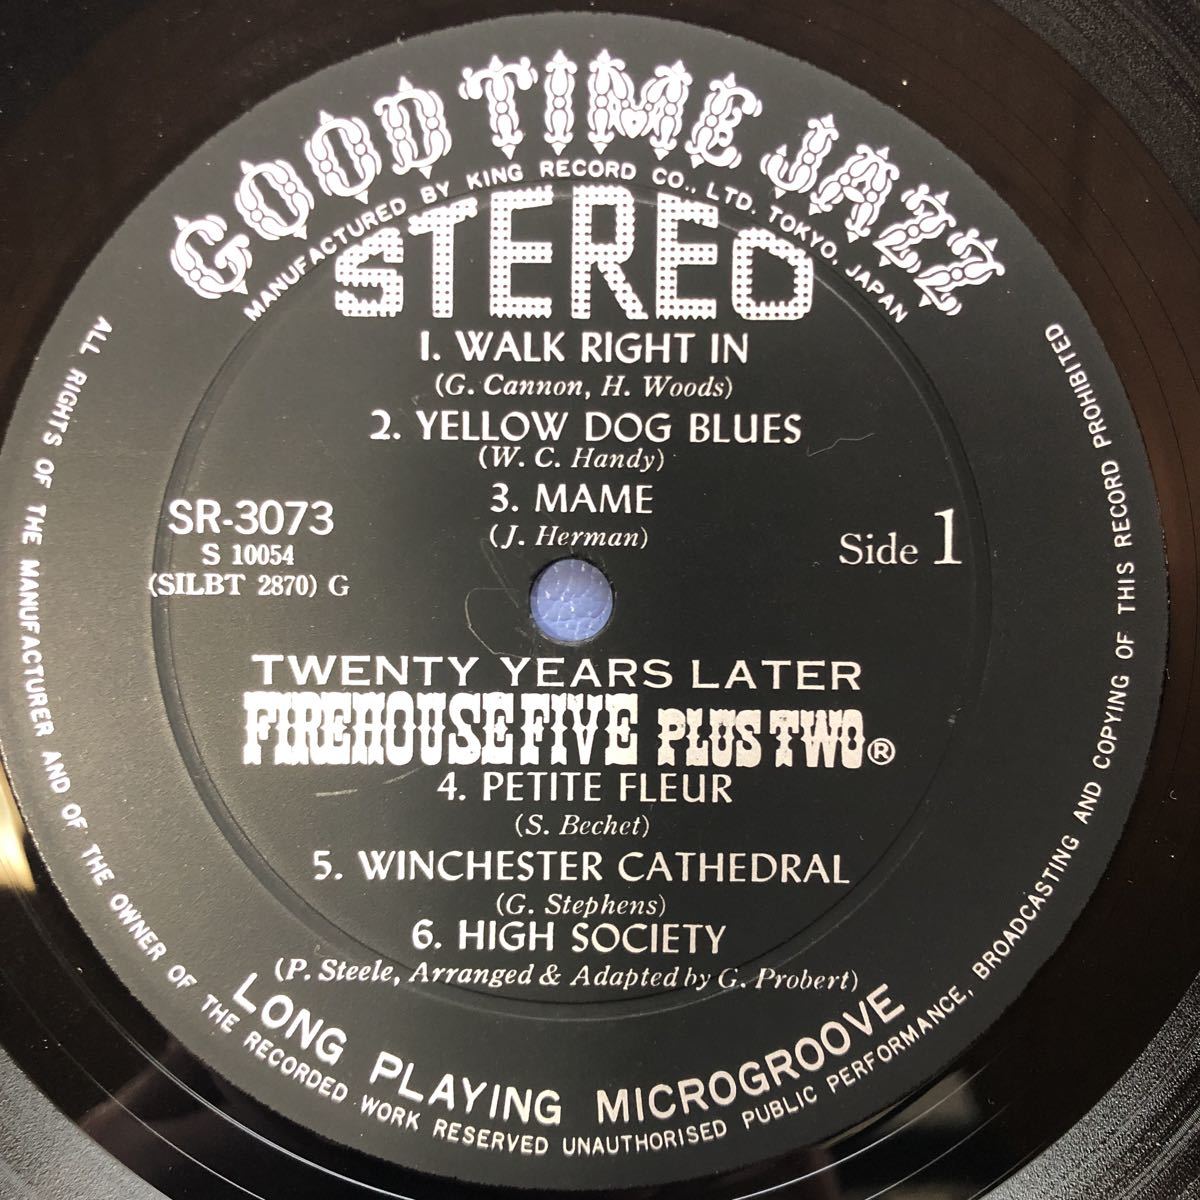 GOOD TIME JAZZ
MANUFACTURED BY KING RECORD CO., LTD. TOKYO, JAPAN
STEREO
1. WALK RIGHT IN
(G. Cannon, H. Woods)
2. YELLOW DOG BLUES
(W. C. Handy)
3. MAME
(J. Herman)
SR-3073
S 10054
(SILBT 2870) G
Side 1
TWENTY YEARS LATER
FIREHOUSE FIVE PLUS TWO®
4. PETITE FLEUR
(S. Bechet)
5. WINCHESTER CATHEDRAL
(G. Stephens)
6. HIGH SOCIETY
(P. Steele, Arranged & Adapted by G. Probert)
LONG PLAYING MICROGROOVE
ALL RIGHTS OF THE MANUFACTURER AND OF THE OWNER OF THE RECORDED WORK RESERVED UNAUTHORISED PUBLIC PERFORMANCE, BROADCASTING AND COPYING OF THIS RECORD PROHIBITED